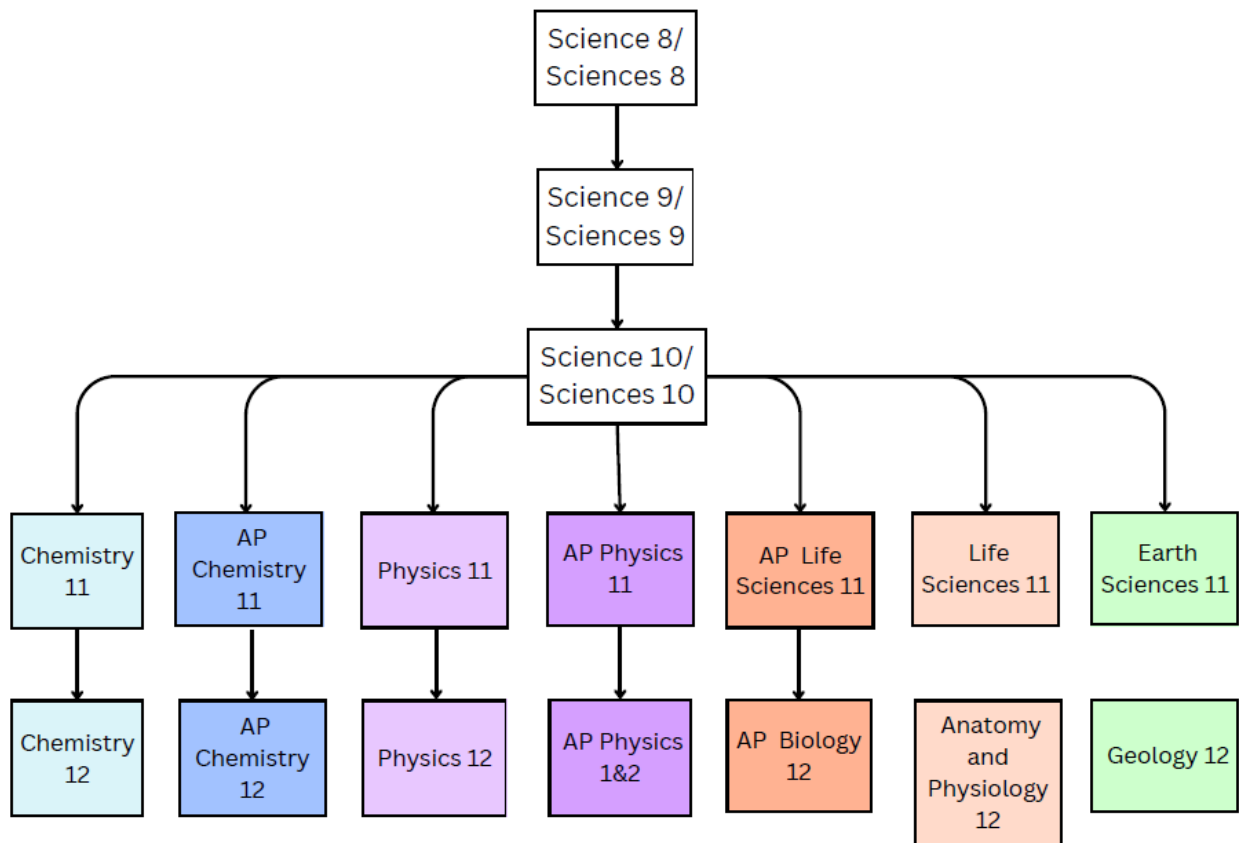 Science 8/
Sciences 8
Science 9/
Sciences 9
Science 10/
Sciences 10
Chemistry
11
AP
Chemistry
11
Physics 11
AP Physics
11
AP Life
Sciences 11
Life
Sciences 11
Earth
Sciences 11
Chemistry
12
AP
Chemistry
12
Physics 12
AP Physics
1&2
AP Biology
12
Anatomy
and
Physiology
12
Geology 12